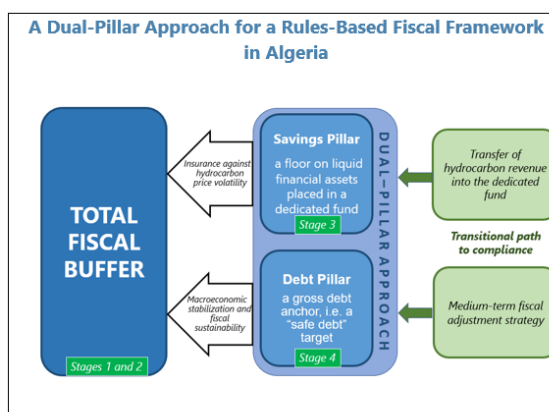 A Dual-Pillar Approach for a Rules-Based Fiscal Framework
in Algeria
TOTAL
FISCAL
BUFFER
Stages 1 and 2
Insurance against
hydrocarbon
price volatility
Macroeconomic
stabilization and
fiscal
sustainability
Savings Pillar
a floor on liquid
financial assets
placed in a
dedicated fund
Stage 3
Debt Pillar
a gross debt
anchor, i.e. a
“safe debt”
target
Stage 4
DUAL–PILLAR APPROACH
Transfer of
hydrocarbon revenue
into the dedicated
fund
Transitional path
to compliance
Medium-term fiscal
adjustment strategy